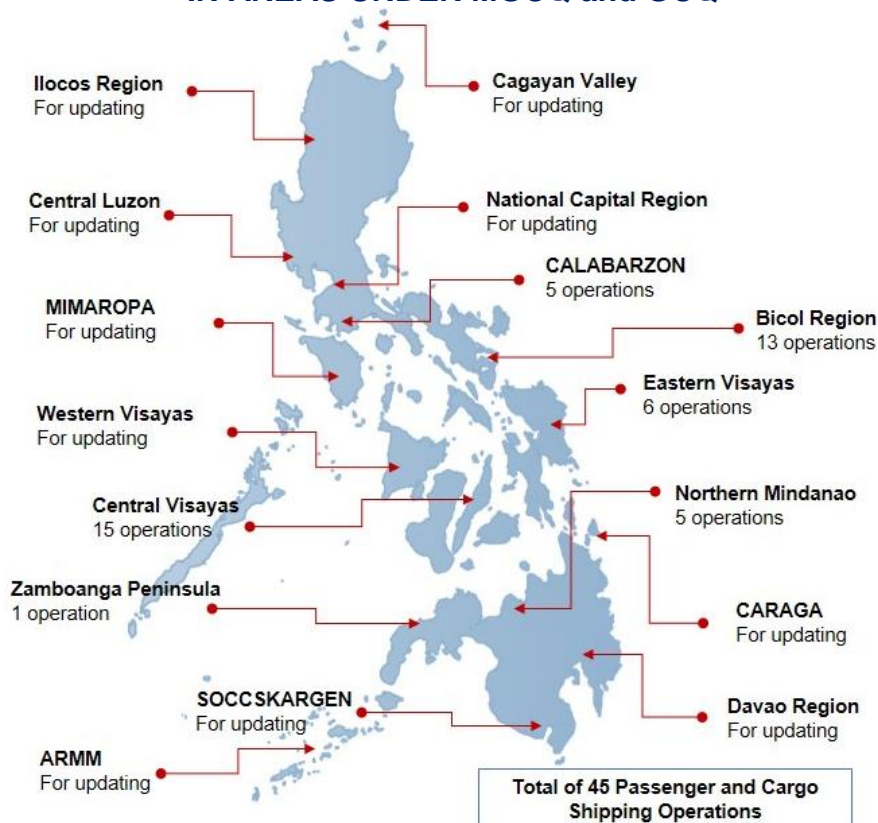 Ilocos Region
For updating
Cagayan Valley
For updating
Central Luzon
For updating
National Capital Region
For updating
CALABARZON
5 operations
MIMAROPA
For updating
Bicol Region
13 operations
Eastern Visayas
6 operations
Western Visayas
For updating
Central Visayas
15 operations
Northern Mindanao
5 operations
Zamboanga Peninsula
1 operation
CARAGA
For updating
SOCCSKARGEN
For updating
Davao Region
For updating
ARMM
For updating
Total of 45 Passenger and Cargo
Shipping Operations